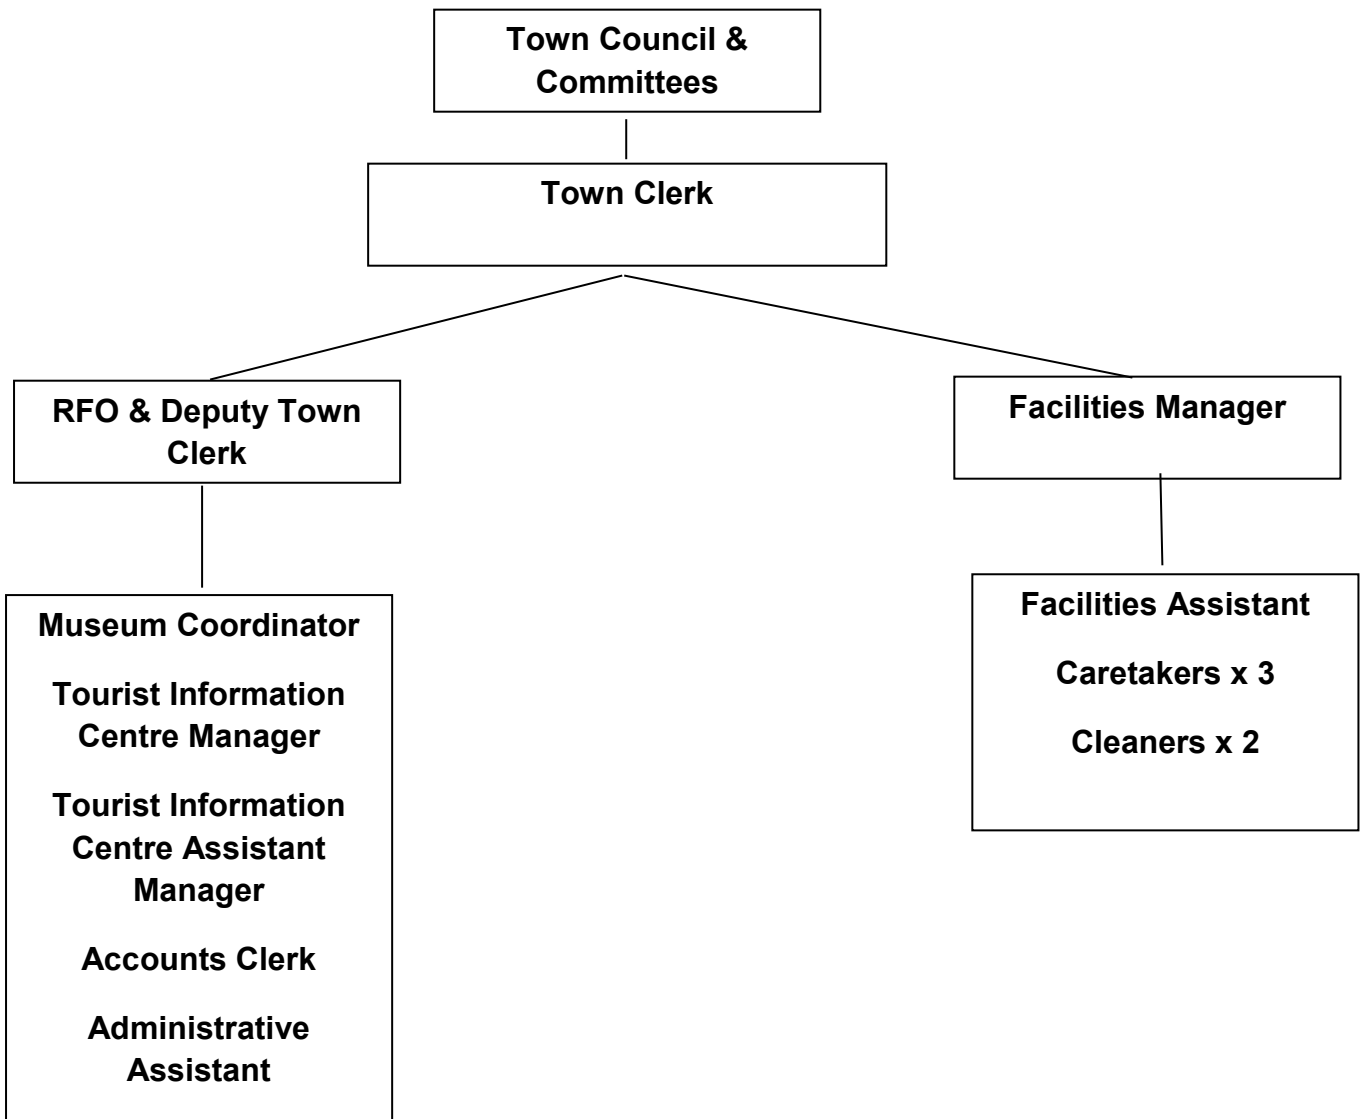 Town Council &
Committees
Town Clerk
RFO & Deputy Town
Clerk
Facilities Manager
Museum Coordinator
Tourist Information
Centre Manager
Tourist Information
Centre Assistant
Manager
Accounts Clerk
Administrative
Assistant
Facilities Assistant
Caretakers x 3
Cleaners x 2